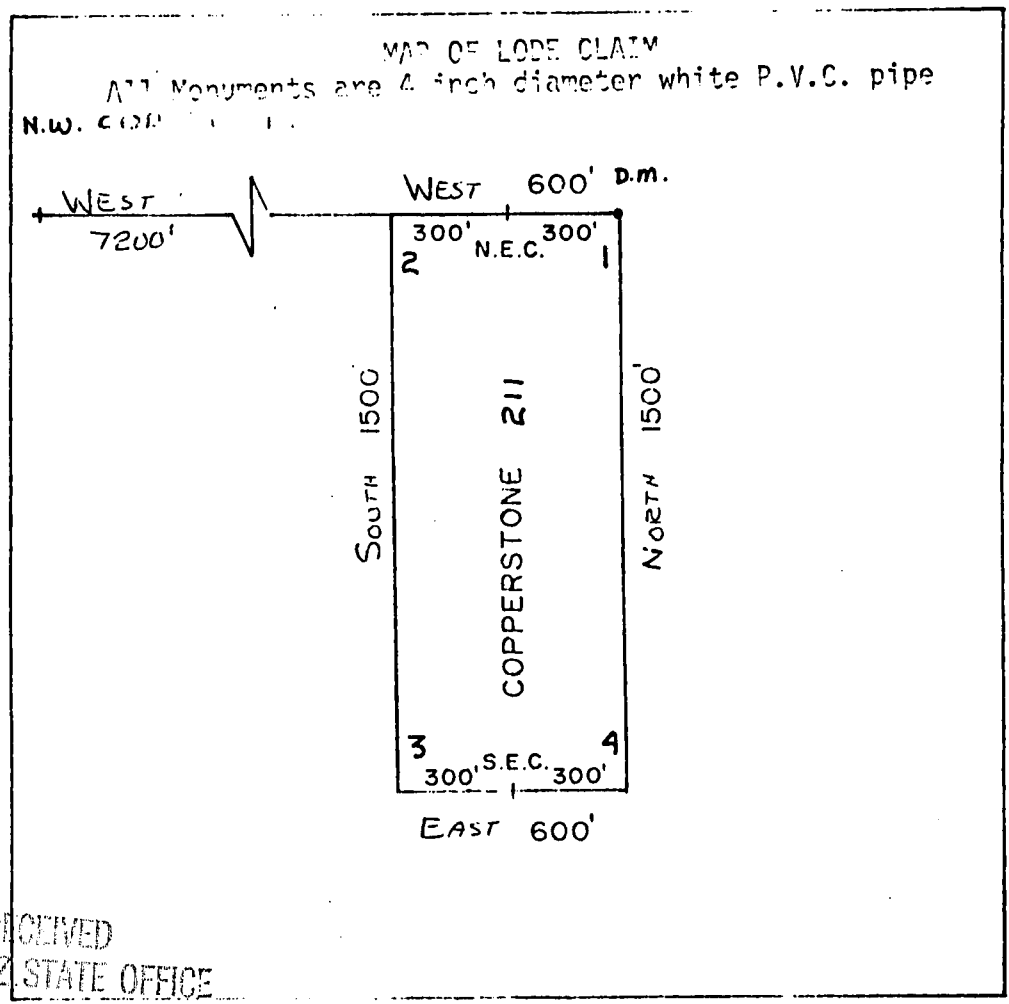 MAP OF LODE CLAIM
All Monuments are 4 inch diameter white P.V.C. pipe
N.W.
WEST 600' D.M.
WEST
7200'
300' 300'
N.E.C.
2 1
SOUTH 1500'
COPPERSTONE 211
NORTH 1500'
3 4
S.E.C.
300' 300'
EAST 600'
STATE OFFICE